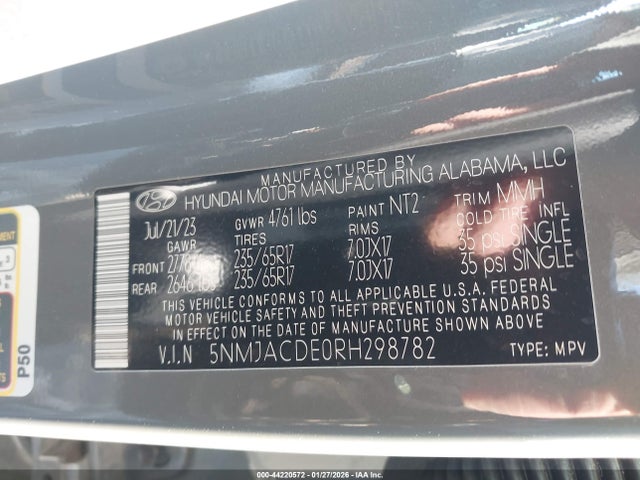 MANUFACTURED BY
HYUNDAI MOTOR MANUFACTURING ALABAMA, LLC
Jul/21/23 GVWR 4761 lbs PAINT NT2 TRIM MMH
GAWR TIRES RIMS COLD TIRE INFL
FRONT 235/65R17 7.0JX17 35 psi SINGLE
REAR 2646 lbs 235/65R17 7.0JX17 35 psi SINGLE
THIS VEHICLE CONFORMS TO ALL APPLICABLE U.S.A. FEDERAL
MOTOR VEHICLE SAFETY AND THEFT PREVENTION STANDARDS
IN EFFECT ON THE DATE OF MANUFACTURE SHOWN ABOVE.
V.I.N 5NMJACDE0RH298782 TYPE: MPV
P50
000-44220572 | 01/27/2026 - IAA Inc.